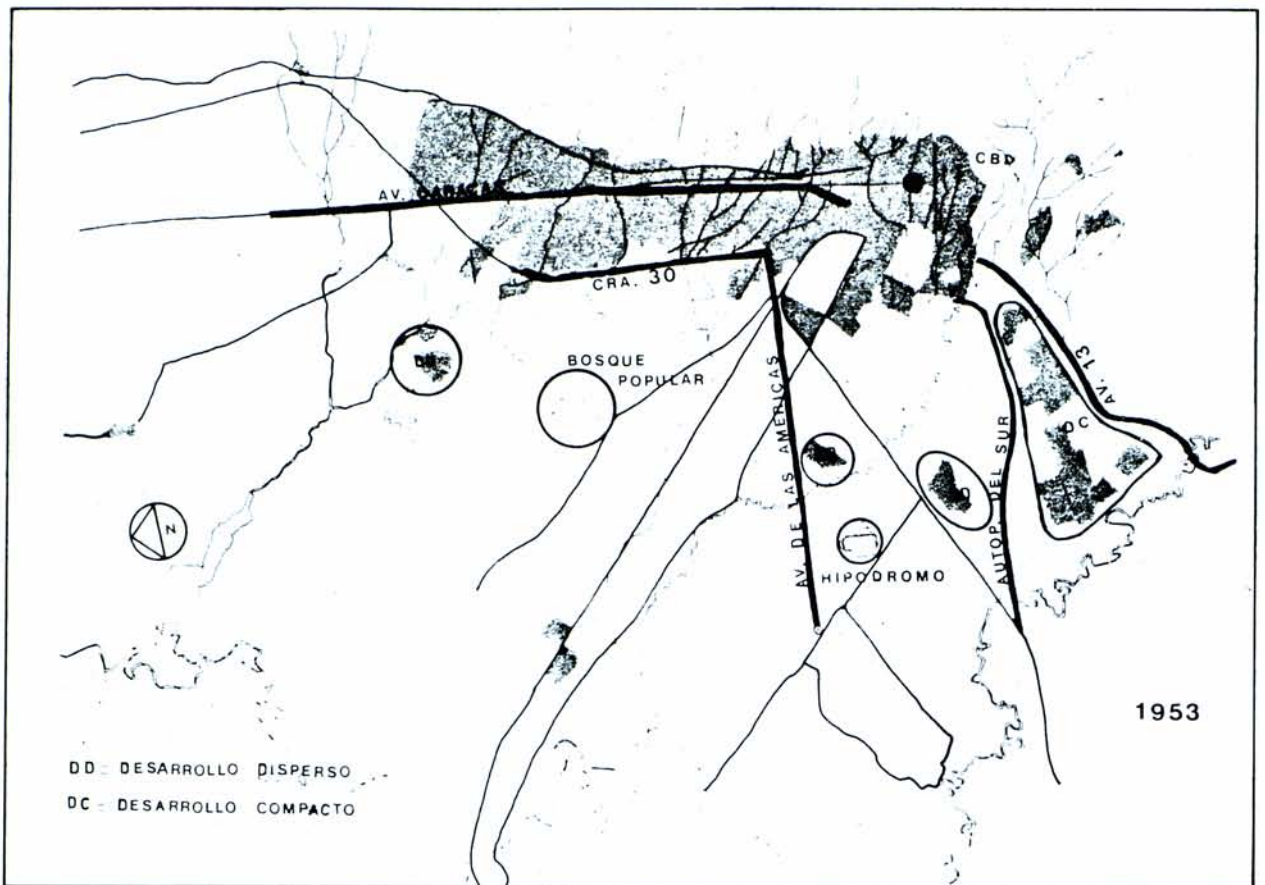 CBD
AV. CARACAS
CRA. 30
BOSQUE
POPULAR
AV. 13
DC
AV. DE LAS AMERICAS
AUTOP. DEL SUR
N
HIPODROMO
1953
DD = DESARROLLO DISPERSO
DC = DESARROLLO COMPACTO